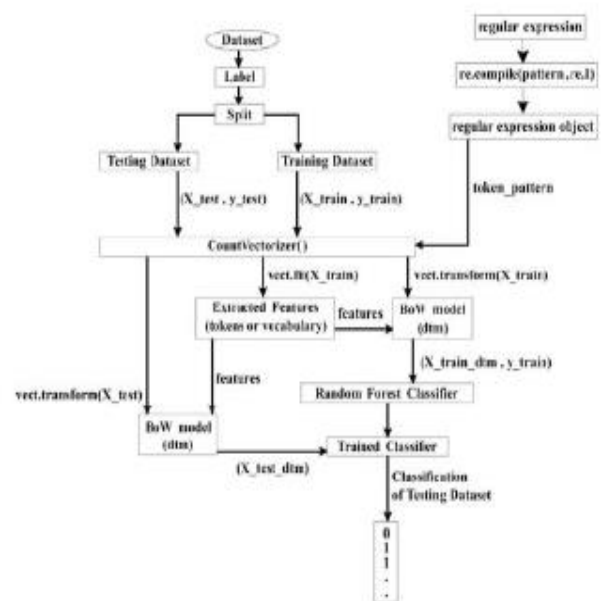 regular expression
Dataset
Label
re.compile(pattern,re.I)
Split
regular expression object
Testing Dataset
Training Dataset
token_pattern
(X_test , y_test)
(X_train , y_train)
CountVectorizer()
vect.fit(X_train)
vect.transform(X_train)
Extracted Features
(tokens or vocabulary)
features
BoW model
(dtm)
(X_train_dtm , y_train)
features
vect.transform(X_test)
Random Forest Classifier
BoW model
(dtm)
Trained Classifier
(X_test_dtm)
Classification
of Testing Dataset
0
1
1
.
.